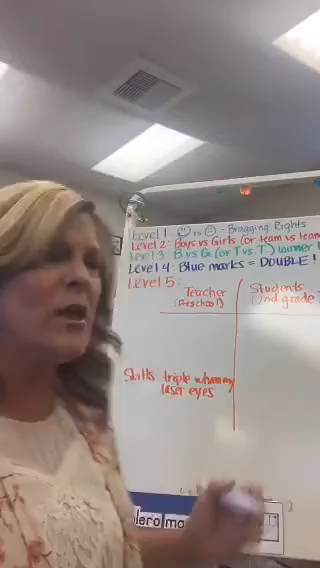 Level 1 🙂 vs ☹ - Bragging Rights
Level 2: Boys vs Girls (or team vs team
Level 3: B. vs G. (or T vs. T) winner
Level 4: Blue marks = DOUBLE!
Level 5:
Teacher
(Preschool)
Students
nd grade
Skills triple whammy
laser eyes